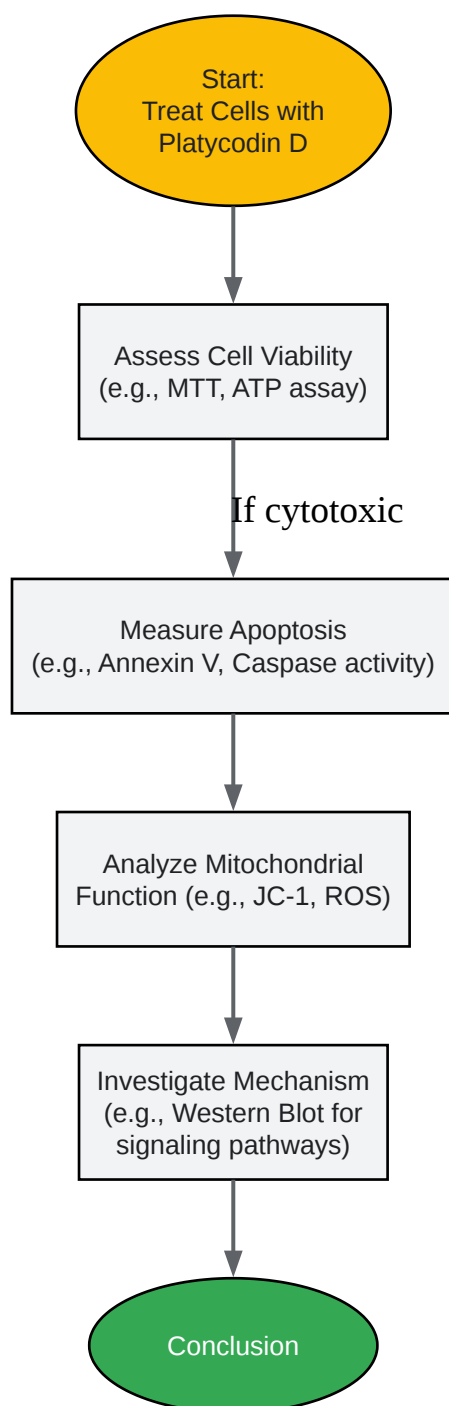 Start:
Treat Cells with
Platycodin D
Assess Cell Viability
(e.g., MTT, ATP assay)
If cytotoxic
Measure Apoptosis
(e.g., Annexin V, Caspase activity)
Analyze Mitochondrial
Function (e.g., JC-1, ROS)
Investigate Mechanism
(e.g., Western Blot for
signaling pathways)
Conclusion